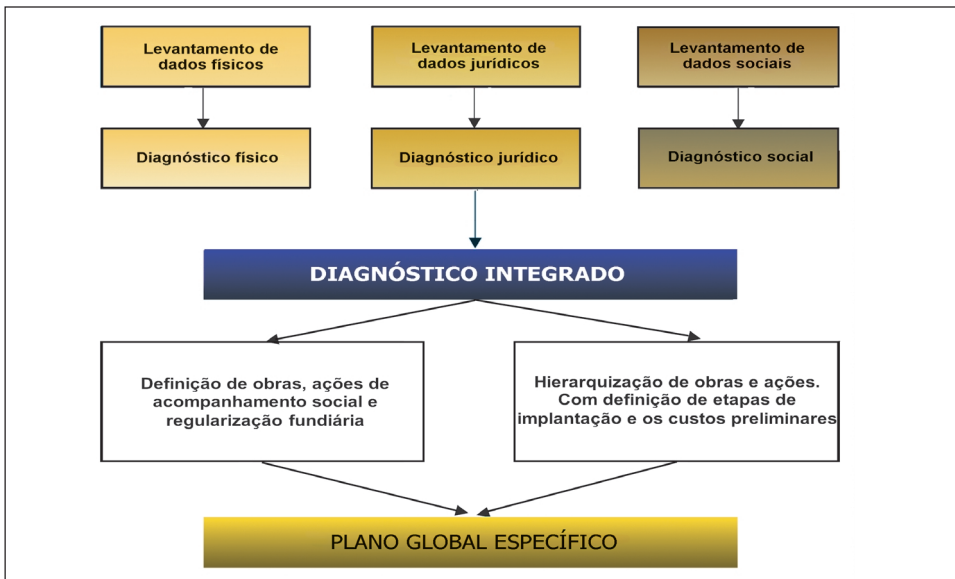 Levantamento de
dados físicos
Levantamento de
dados jurídicos
Levantamento de
dados sociais
Diagnóstico físico
Diagnóstico jurídico
Diagnóstico social
DIAGNÓSTICO INTEGRADO
Definição de obras, ações de
acompanhamento social e
regularização fundiária
Hierarquização de obras e ações.
Com definição de etapas de
implantação e os custos preliminares
PLANO GLOBAL ESPECÍFICO